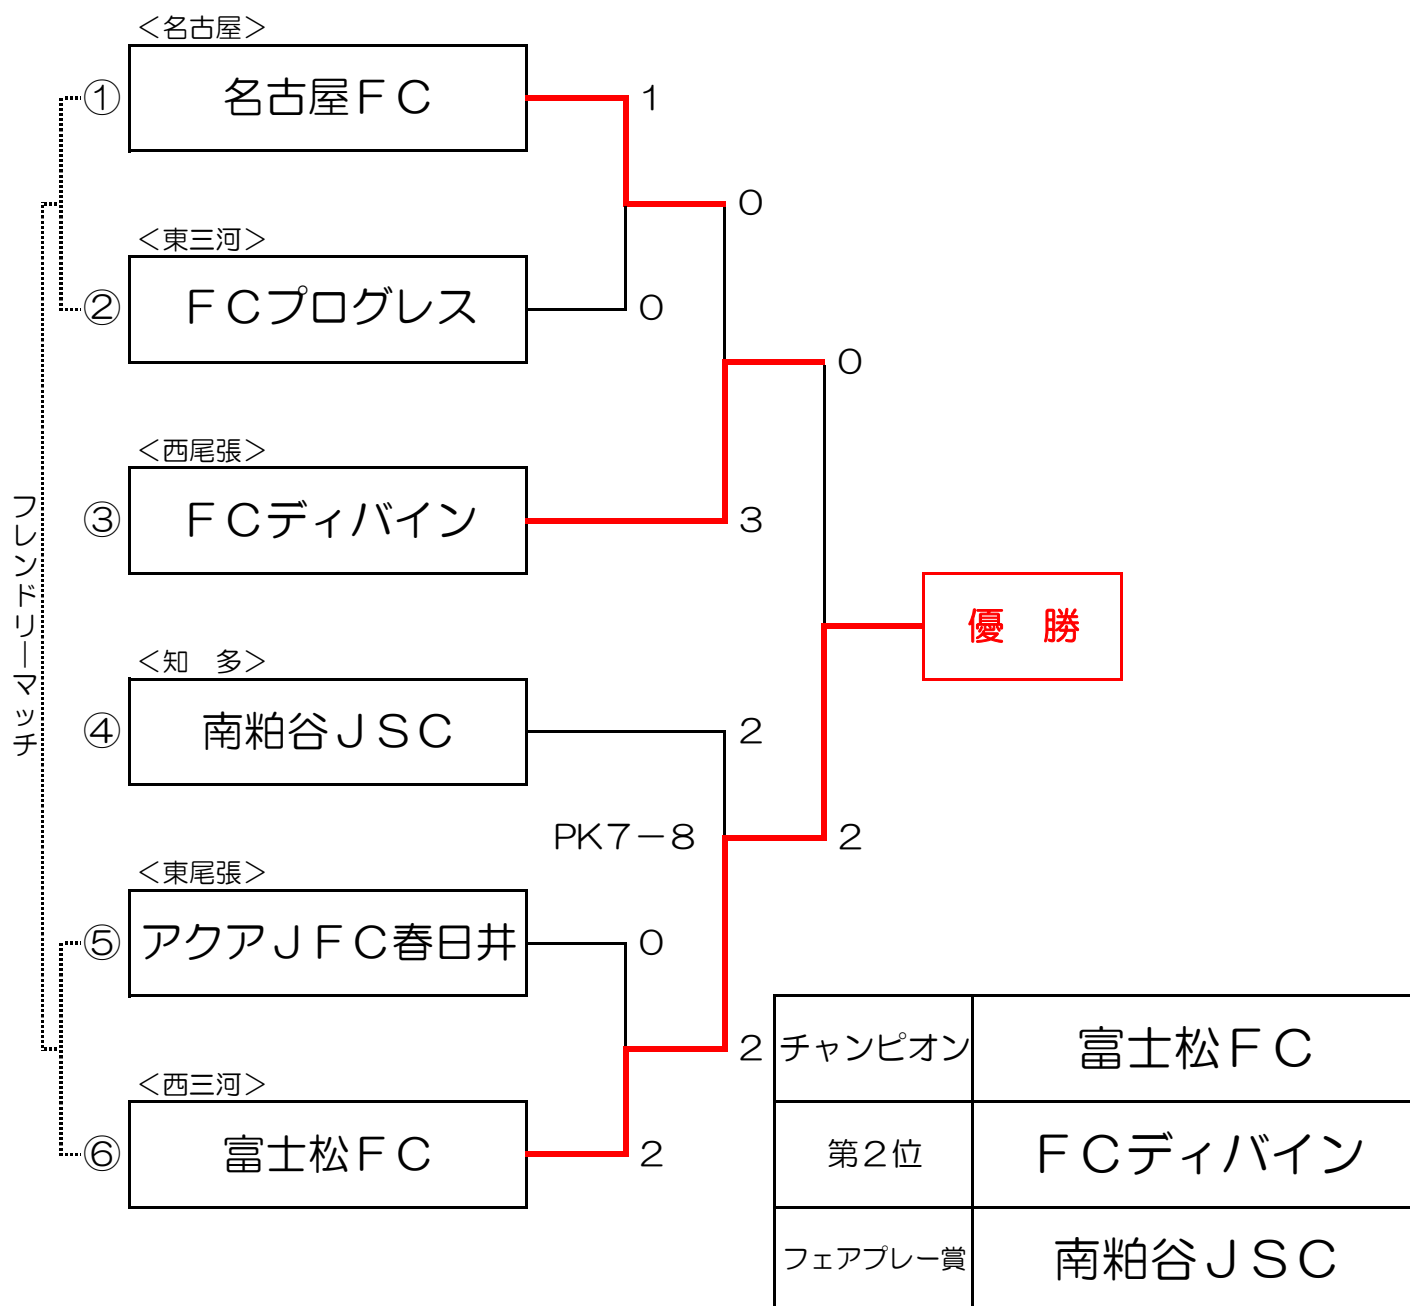 ＜名古屋＞
① 名古屋ＦＣ 1
0
＜東三河＞
② ＦＣプログレス 0
0
＜西尾張＞
③ ＦＣディバイン 3
フレンドリーマッチ
優　勝
＜知　多＞
④ 南粕谷ＪＳＣ 2
PK7－8 2
＜東尾張＞
⑤ アクアＪＦＣ春日井 0
2
＜西三河＞
⑥ 富士松ＦＣ 2
チャンピオン 富士松ＦＣ
第2位 ＦＣディバイン
フェアプレー賞 南粕谷ＪＳＣ